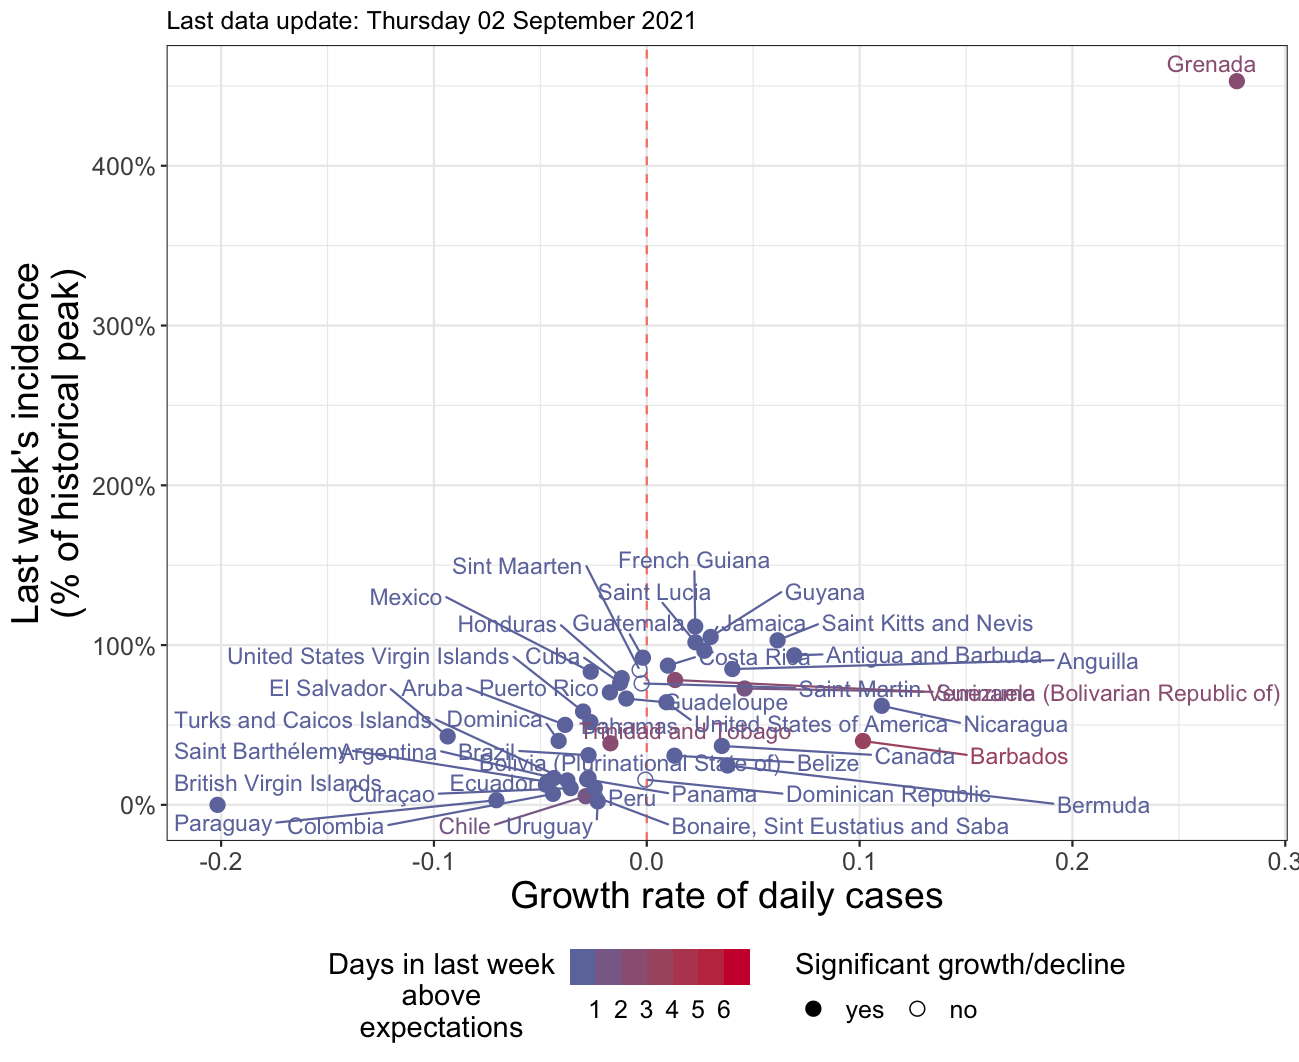 Last data update: Thursday 02 September 2021
Grenada
400%
300%
200%
100%
0%
Last week's incidence
(% of historical peak)
French Guiana
Sint Maarten
Saint Lucia
Guyana
Mexico
Honduras
Guatemala
Jamaica
Saint Kitts and Nevis
United States Virgin Islands
Cuba
Costa Rica
Antigua and Barbuda
Anguilla
El Salvador
Aruba
Puerto Rico
Saint Martin
Suriname
Venezuela (Bolivarian Republic of)
Guadeloupe
Turks and Caicos Islands
Dominica
Bahamas
United States of America
Nicaragua
Trinidad and Tobago
Saint Barthélemy
Argentina
Brazil
Bolivia (Plurinational State of)
Belize
Canada
Barbados
British Virgin Islands
Curaçao
Ecuador
Peru
Panama
Dominican Republic
Bermuda
Paraguay
Colombia
Chile
Uruguay
Bonaire, Sint Eustatius and Saba
-0.2
-0.1
0.0
0.1
0.2
0.3
Growth rate of daily cases
Days in last week
above
expectations
1 2 3 4 5 6
Significant growth/decline
yes
no